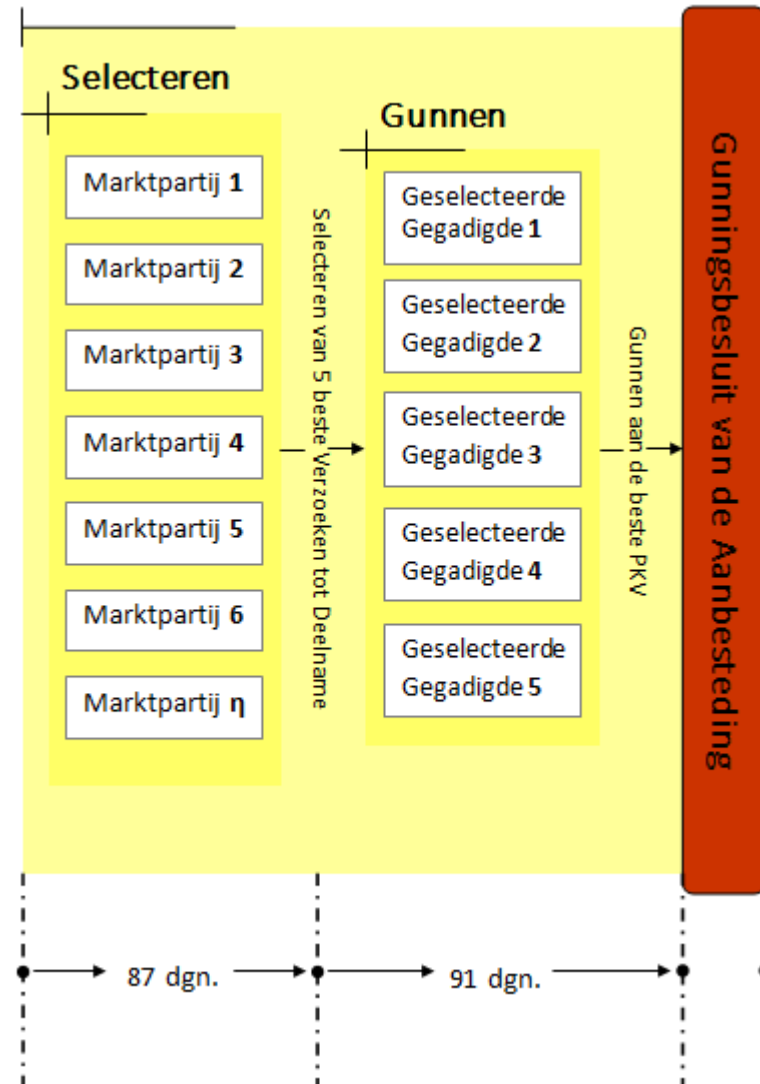 Selecteren
Marktpartij 1
Marktpartij 2
Marktpartij 3
Marktpartij 4
Marktpartij 5
Marktpartij 6
Marktpartij η
Selecteren van 5 beste Verzoeken tot Deelname
Gunnen
Geselecteerde
Gegadigde 1
Geselecteerde
Gegadigde 2
Geselecteerde
Gegadigde 3
Geselecteerde
Gegadigde 4
Geselecteerde
Gegadigde 5
Gunnen aan de beste PKV
Gunningsbesluit van de Aanbesteding
87 dgn.
91 dgn.